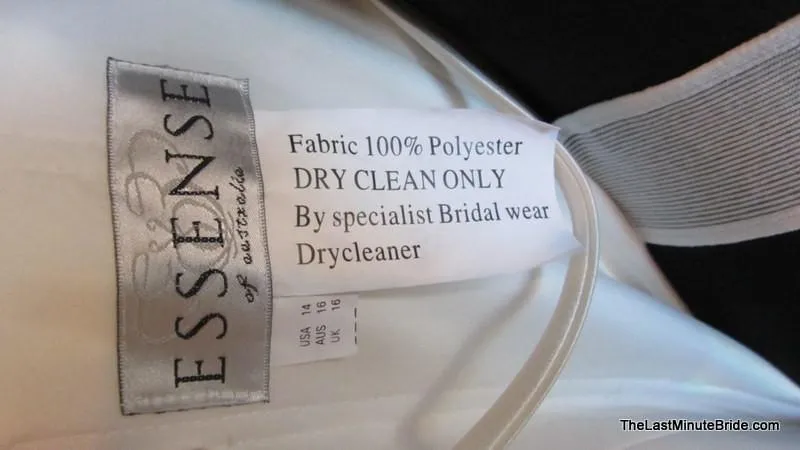 ESSENSE
of australia
Fabric 100% Polyester
DRY CLEAN ONLY
By specialist Bridal wear
Drycleaner
USA 14
AUS 16
UK 16
TheLastMinuteBride.com